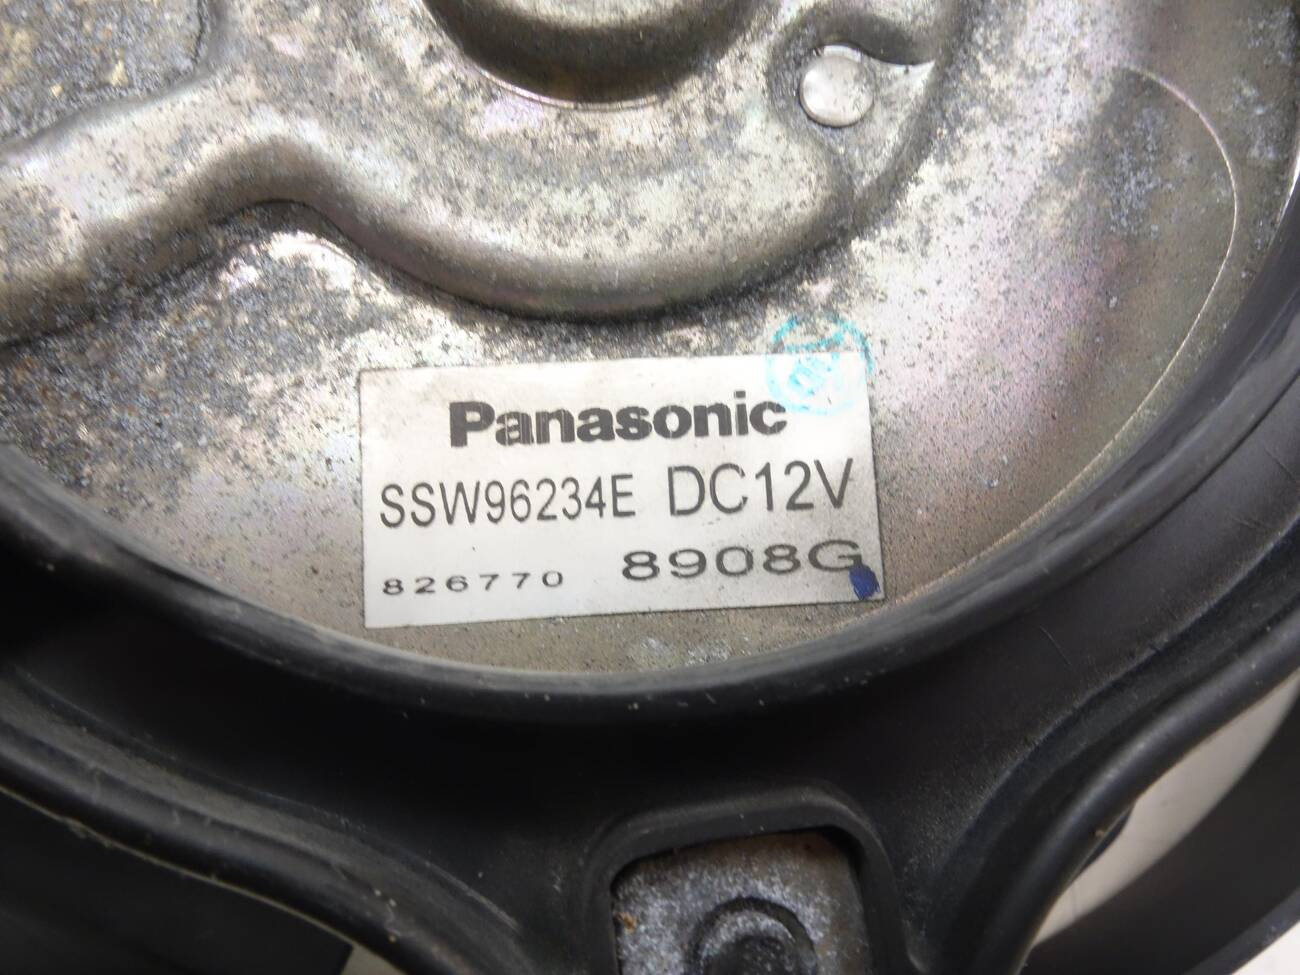 Panasonic
SSW96234E DC12V
826770 8908G